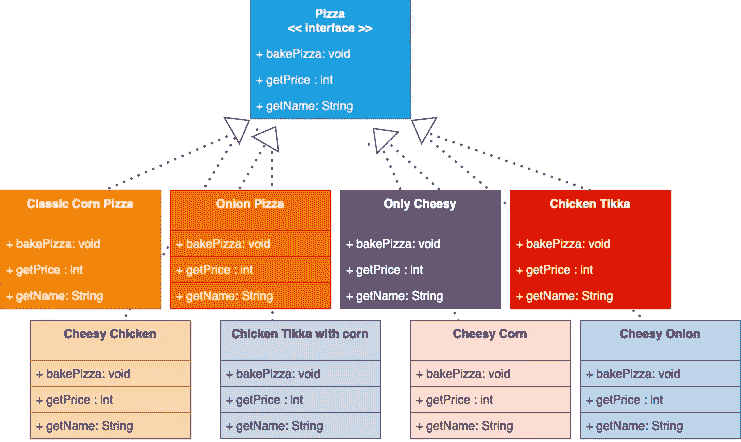 Pizza
<< interface >>
+ bakePizza: void
+ getPrice : int
+ getName: String
Classic Corn Pizza
+ bakePizza: void
+ getPrice : int
+ getName: String
Onion Pizza
+ bakePizza: void
+ getPrice : int
+ getName: String
Only Cheesy
+ bakePizza: void
+ getPrice : int
+ getName: String
Chicken Tikka
+ bakePizza: void
+ getPrice : int
+ getName: String
Cheesy Chicken
+ bakePizza: void
+ getPrice : int
+ getName: String
Chicken Tikka with corn
+ bakePizza: void
+ getPrice : int
+ getName: String
Cheesy Corn
+ bakePizza: void
+ getPrice : int
+ getName: String
Cheesy Onion
+ bakePizza: void
+ getPrice : int
+ getName: String